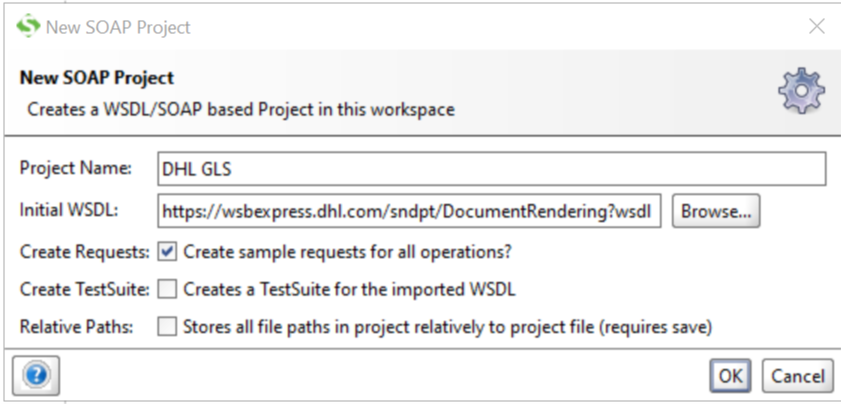 New SOAP Project
New SOAP Project
Creates a WSDL/SOAP based Project in this workspace
Project Name: DHL GLS
Initial WSDL: https://wsbexpress.dhl.com/sndpt/DocumentRendering?wsdl Browse...
Create Requests: Create sample requests for all operations?
Create TestSuite: Creates a TestSuite for the imported WSDL
Relative Paths: Stores all file paths in project relatively to project file (requires save)
? OK Cancel